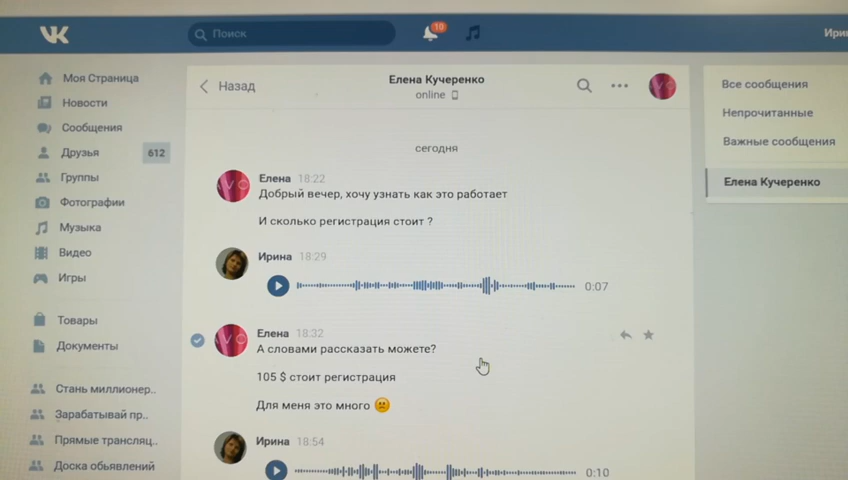 VK
Поиск
10
Ирин
Моя Страница
Новости
Сообщения
Друзья
612
Группы
Фотографии
Музыка
Видео
Игры
Товары
Документы
Стань миллионер..
Зарабатывай пр..
Прямые трансляц..
Доска обьявлений
Назад
Елена Кучеренко
online
сегодня
Елена 18:22
Добрый вечер, хочу узнать как это работает
И сколько регистрация стоит ?
Ирина 18:29
0:07
Елена 18:32
А словами рассказать можете?
105 $ стоит регистрация
Для меня это много
Ирина 18:54
0:10
Все сообщения
Непрочитанные
Важные сообщения
Елена Кучеренко